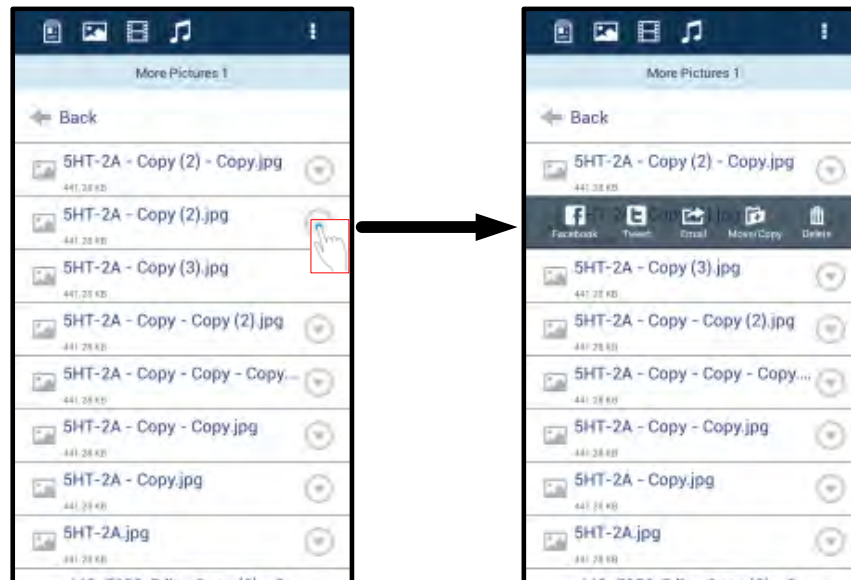 More Pictures 1
Back
5HT-2A - Copy (2) - Copy.jpg
441.28 KB
5HT-2A - Copy (2).jpg
441.28 KB
5HT-2A - Copy (3).jpg
441.28 KB
5HT-2A - Copy - Copy (2).jpg
441.28 KB
5HT-2A - Copy - Copy - Copy...
441.28 KB
5HT-2A - Copy - Copy.jpg
441.28 KB
5HT-2A - Copy.jpg
441.28 KB
5HT-2A.jpg
441.28 KB
More Pictures 1
Back
5HT-2A - Copy (2) - Copy.jpg
441.28 KB
Facebook Tweet Email Move/Copy Delete
5HT-2A - Copy (3).jpg
441.28 KB
5HT-2A - Copy - Copy (2).jpg
441.28 KB
5HT-2A - Copy - Copy - Copy....
441.28 KB
5HT-2A - Copy - Copy.jpg
441.28 KB
5HT-2A - Copy.jpg
441.28 KB
5HT-2A.jpg
441.28 KB